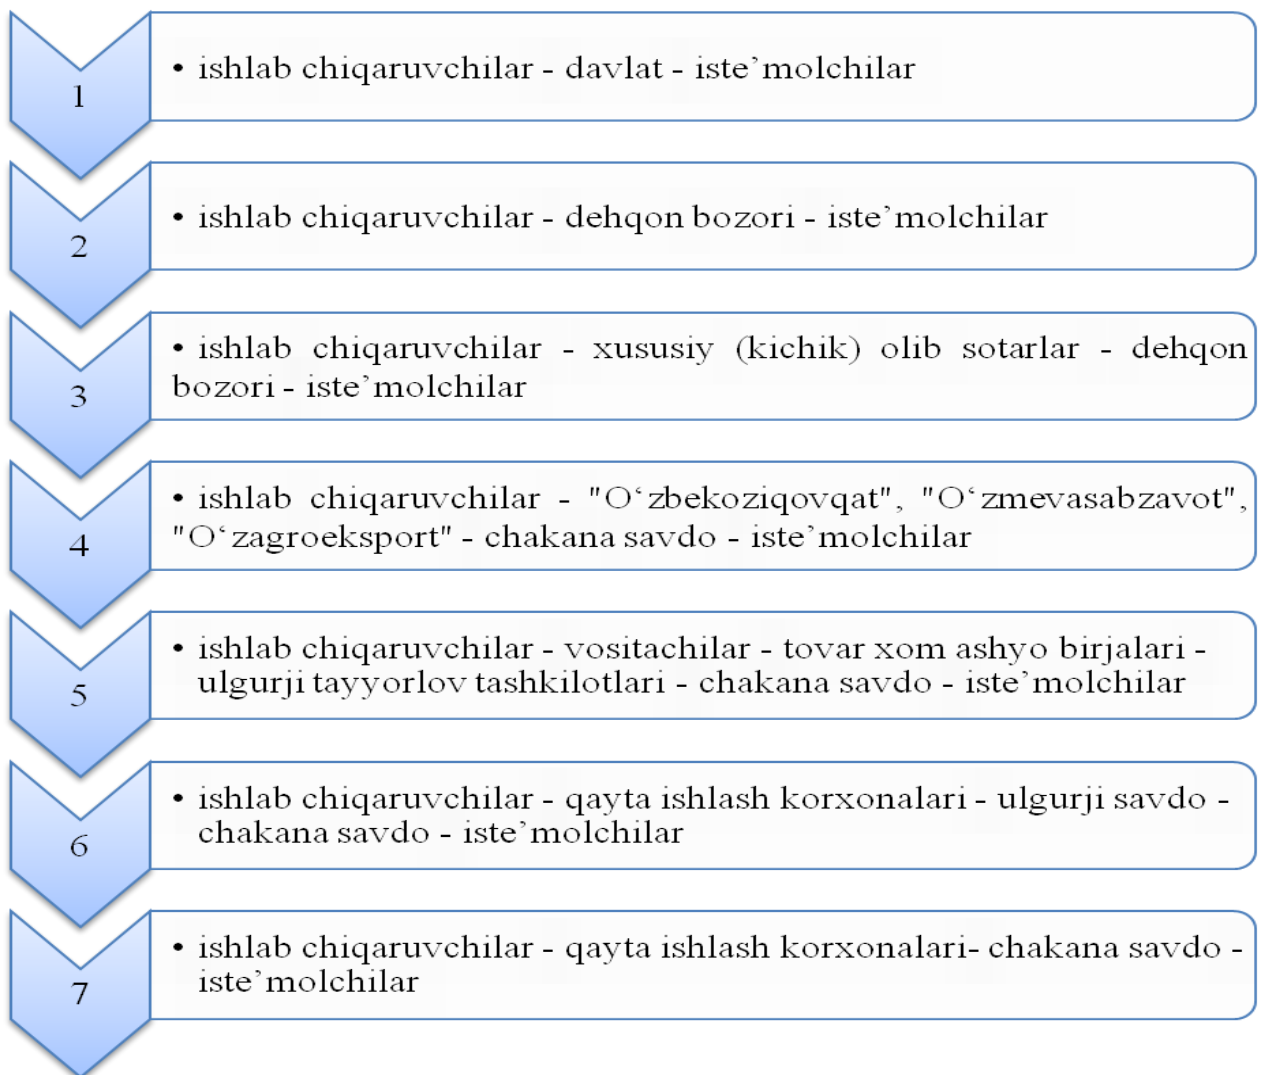 1
• ishlab chiqaruvchilar - davlat - iste’molchilar
2
• ishlab chiqaruvchilar - dehqon bozori - iste’molchilar
3
• ishlab chiqaruvchilar - xususiy (kichik) olib sotarlar - dehqon
bozori - iste’molchilar
4
• ishlab chiqaruvchilar - "O‘zbekoziqovqat", "O‘zmevasabzavot",
"O‘zagroeksport" - chakana savdo - iste’molchilar
5
• ishlab chiqaruvchilar - vositachilar - tovar xom ashyo birjalari -
ulgurji tayyorlov tashkilotlari - chakana savdo - iste’molchilar
6
• ishlab chiqaruvchilar - qayta ishlash korxonalari - ulgurji savdo -
chakana savdo - iste’molchilar
7
• ishlab chiqaruvchilar - qayta ishlash korxonalari- chakana savdo -
iste’molchilar